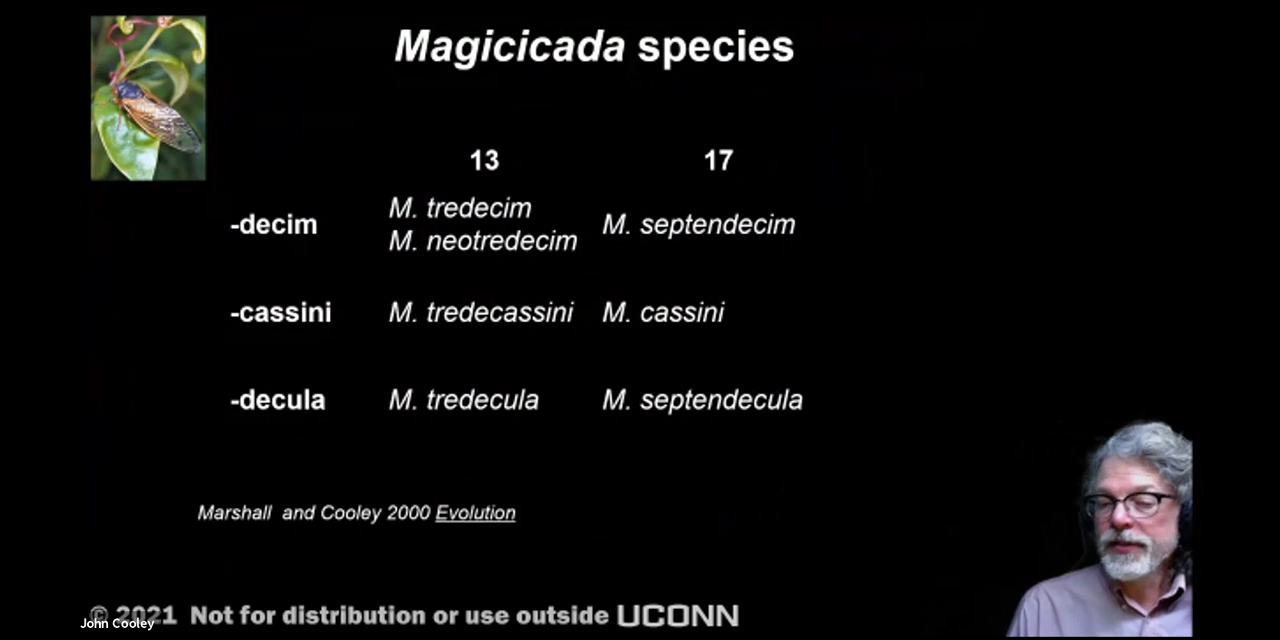 Magicicada species
13 17
-decim M. tredecim M. neotredecim M. septendecim
-cassini M. tredecassini M. cassini
-decula M. tredecula M. septendecula
Marshall and Cooley 2000 Evolution
© 2021 Not for distribution or use outside UCONN
John Cooley